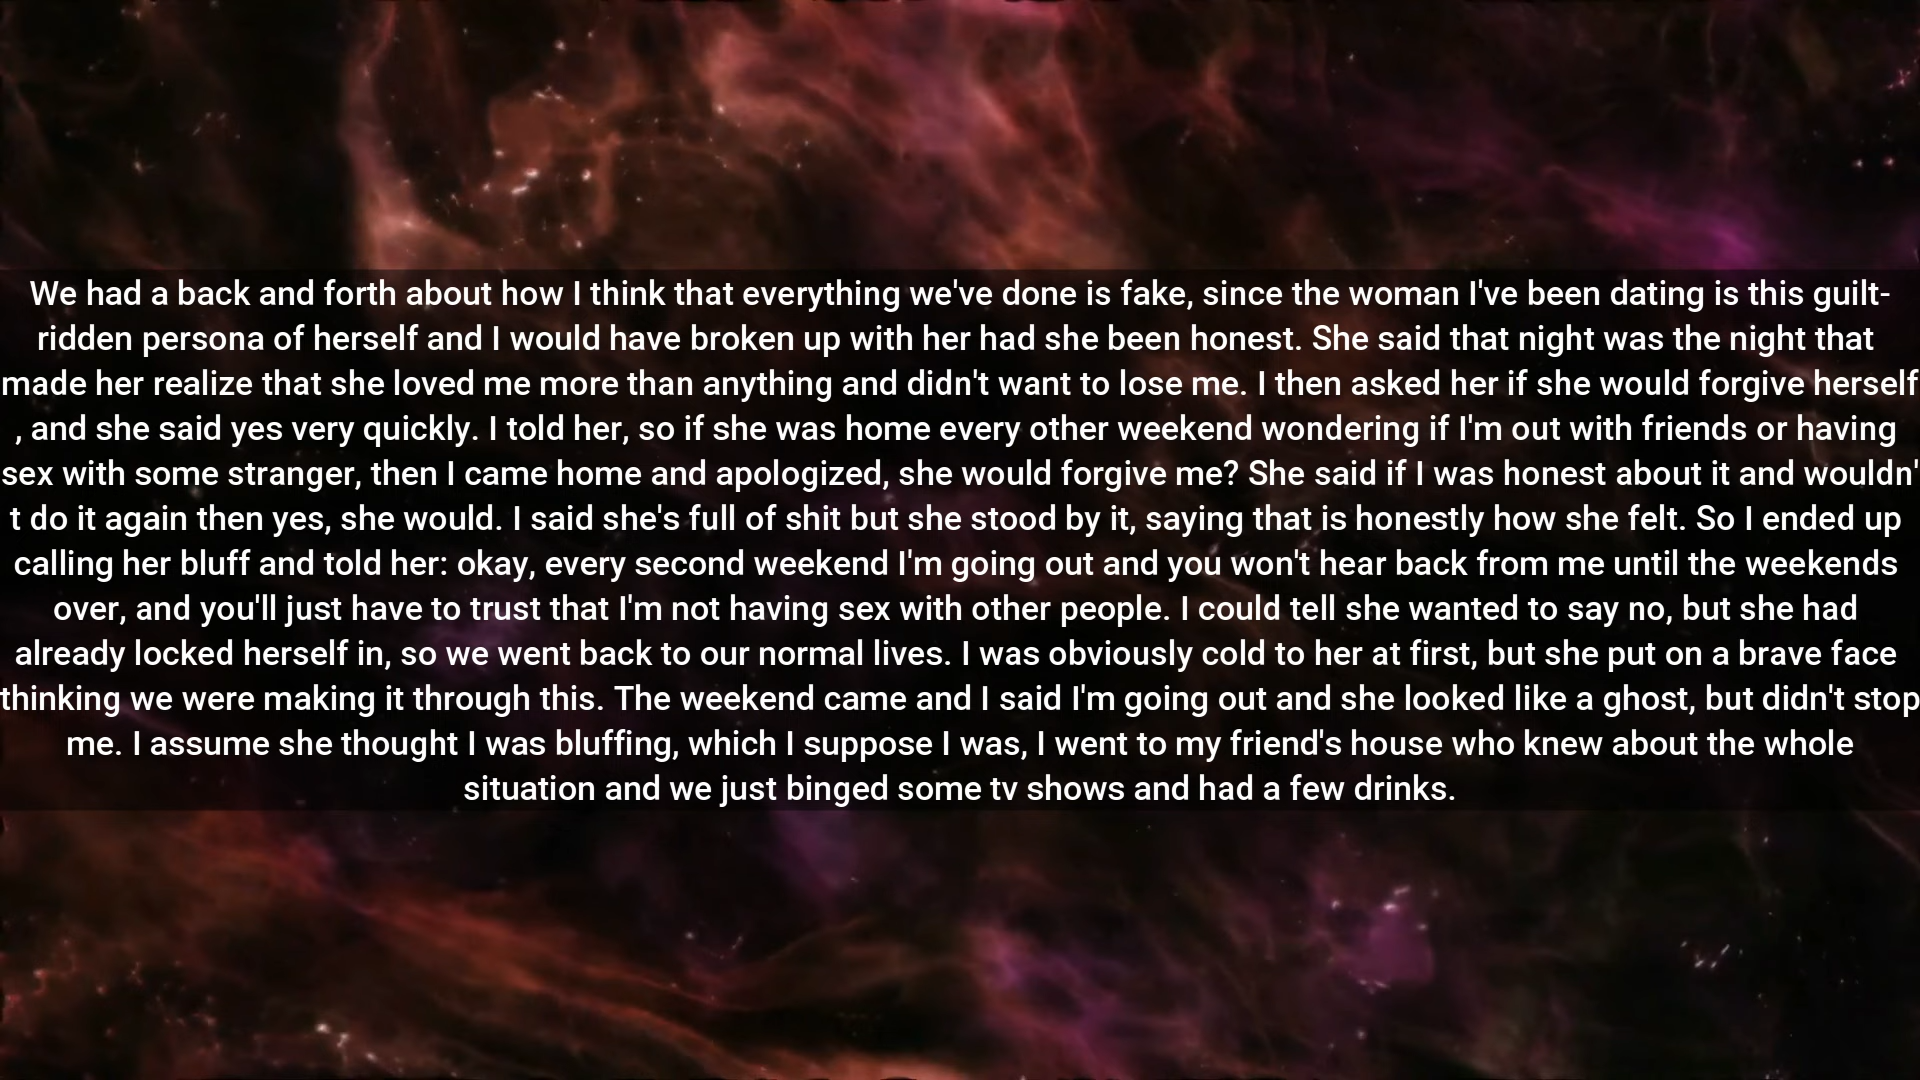 We had a back and forth about how I think that everything we've done is fake, since the woman I've been dating is this guilt-
ridden persona of herself and I would have broken up with her had she been honest. She said that night was the night that
made her realize that she loved me more than anything and didn't want to lose me. I then asked her if she would forgive herself
, and she said yes very quickly. I told her, so if she was home every other weekend wondering if I'm out with friends or having
sex with some stranger, then I came home and apologized, she would forgive me? She said if I was honest about it and wouldn'
t do it again then yes, she would. I said she's full of shit but she stood by it, saying that is honestly how she felt. So I ended up
calling her bluff and told her: okay, every second weekend I'm going out and you won't hear back from me until the weekends
over, and you'll just have to trust that I'm not having sex with other people. I could tell she wanted to say no, but she had
already locked herself in, so we went back to our normal lives. I was obviously cold to her at first, but she put on a brave face
thinking we were making it through this. The weekend came and I said I'm going out and she looked like a ghost, but didn't stop
me. I assume she thought I was bluffing, which I suppose I was, I went to my friend's house who knew about the whole
situation and we just binged some tv shows and had a few drinks.